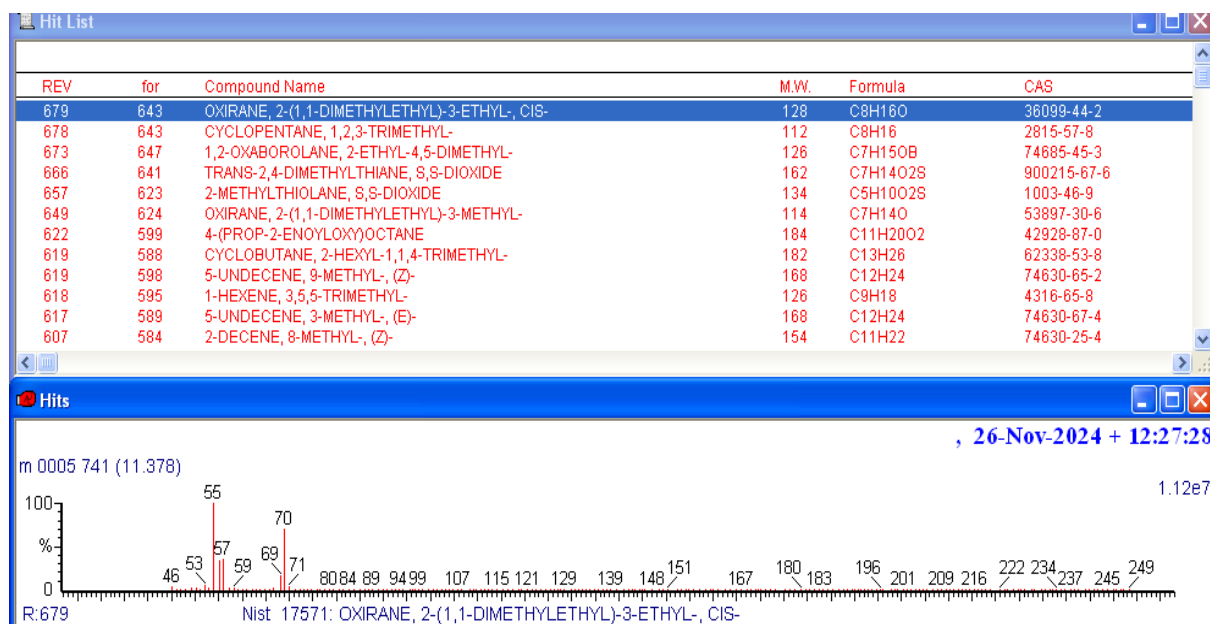 Hit List
REV for Compound Name M.W. Formula CAS
679 643 OXIRANE, 2-(1,1-DIMETHYLETHYL)-3-ETHYL-, CIS- 128 C8H16O 36099-44-2
678 643 CYCLOPENTANE, 1,2,3-TRIMETHYL- 112 C8H16 2815-57-8
673 647 1,2-OXABOROLANE, 2-ETHYL-4,5-DIMETHYL- 126 C7H15OB 74685-45-3
666 641 TRANS-2,4-DIMETHYLTHIANE, S,S-DIOXIDE 162 C7H14O2S 900215-67-6
657 623 2-METHYLTHIOLANE, S,S-DIOXIDE 134 C5H10O2S 1003-46-9
649 624 OXIRANE, 2-(1,1-DIMETHYLETHYL)-3-METHYL- 114 C7H14O 53897-30-6
622 599 4-(PROP-2-ENOYLOXY)OCTANE 184 C11H20O2 42928-87-0
619 588 CYCLOBUTANE, 2-HEXYL-1,1,4-TRIMETHYL- 182 C13H26 62338-53-8
619 598 5-UNDECENE, 9-METHYL-, (Z)- 168 C12H24 74630-65-2
618 595 1-HEXENE, 3,5,5-TRIMETHYL- 126 C9H18 4316-65-8
617 589 5-UNDECENE, 3-METHYL-, (E)- 168 C12H24 74630-67-4
607 584 2-DECENE, 8-METHYL-, (Z)- 154 C11H22 74630-25-4
Hits
, 26-Nov-2024 + 12:27:28
m 0005 741 (11.378)
1.12e7
100
%
0
46 53 55 57 59 69 70 71 80 84 89 94 99 107 115 121 129 139 148 151 167 180 183 196 201 209 216 222 234 237 245 249
R:679 Nist 17571: OXIRANE, 2-(1,1-DIMETHYLETHYL)-3-ETHYL-, CIS-